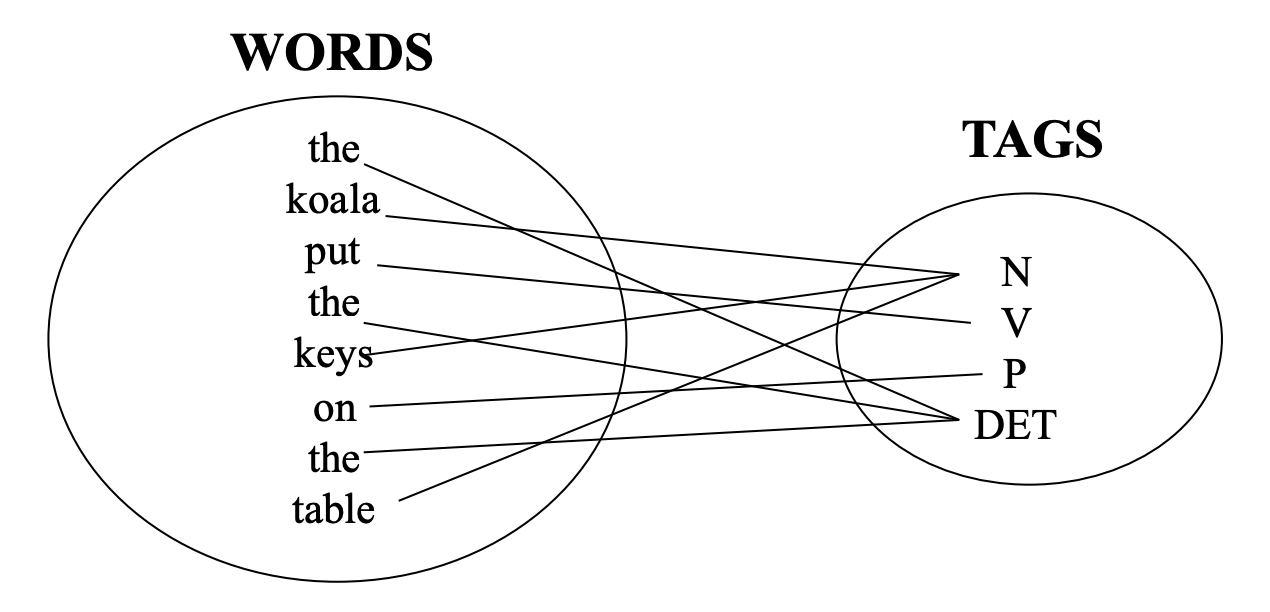 WORDS
the
koala
put
the
keys
on
the
table
TAGS
N
V
P
DET